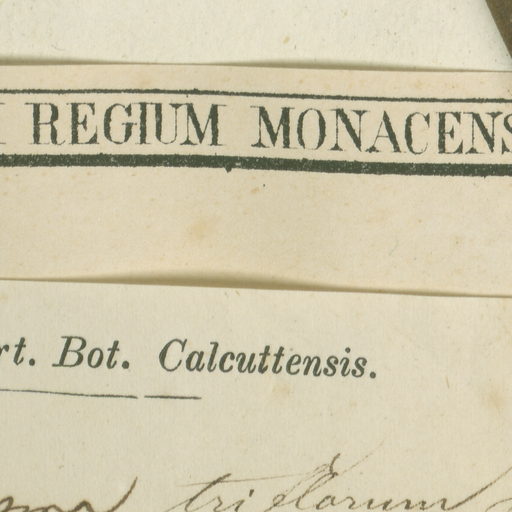 REGIUM MONACENS
rt. Bot. Calcuttensis.
triflorum